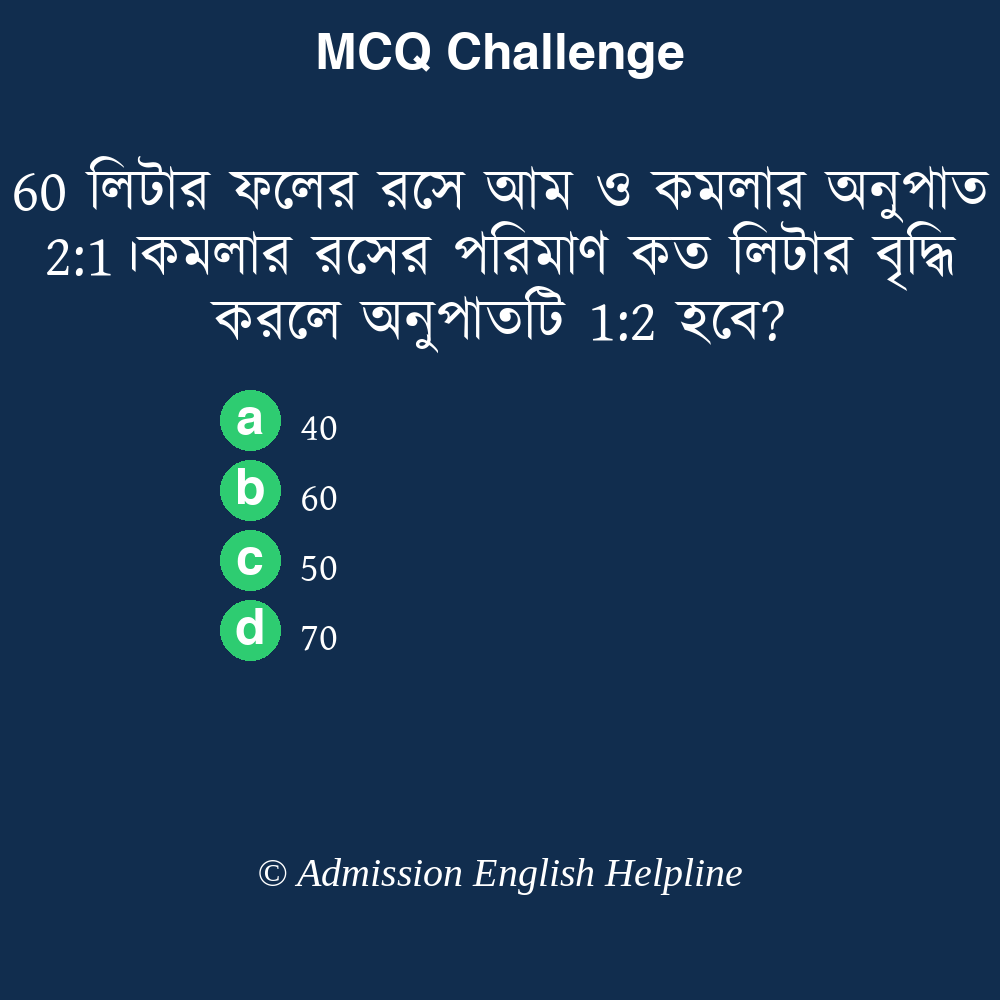 MCQ Challenge
60 লিটার ফলের রসে আম ও কমলার অনুপাত
2:1।কমলার রসের পরিমাণ কত লিটার বৃদ্ধি
করলে অনুপাতটি 1:2 হবে?
a 40
b 60
c 50
d 70
© Admission English Helpline